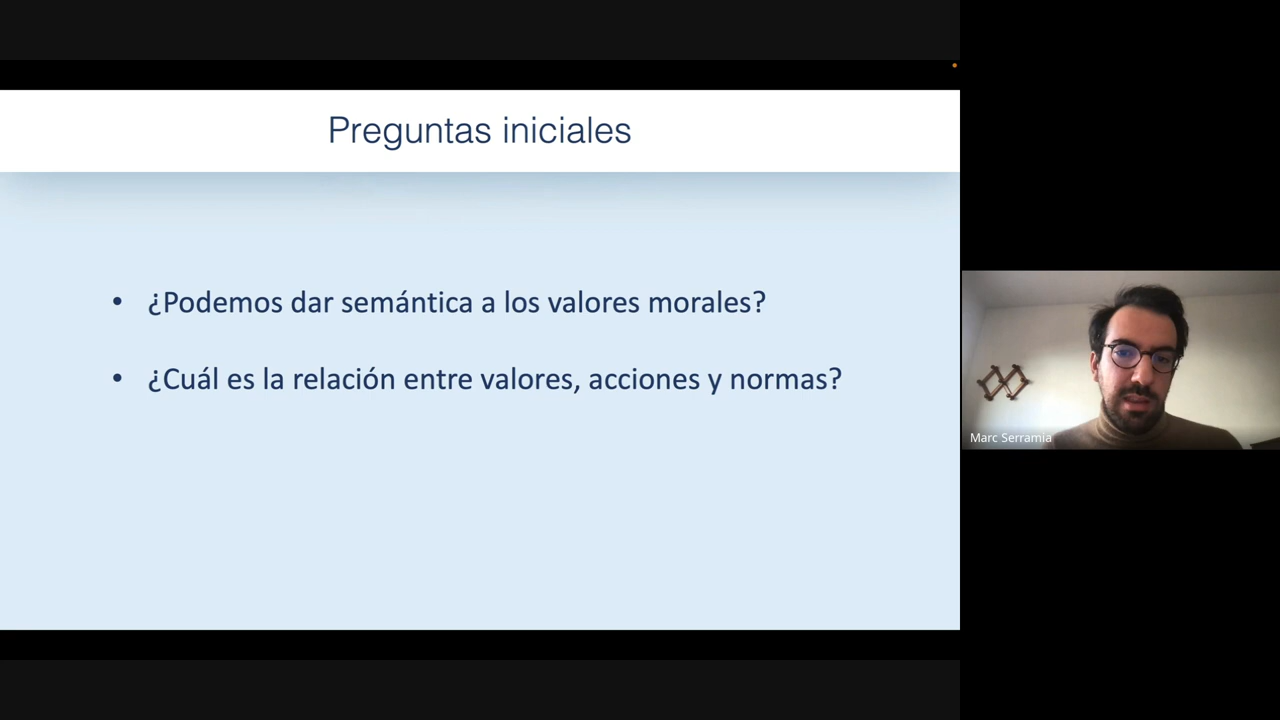 Preguntas iniciales
• ¿Podemos dar semántica a los valores morales?
• ¿Cuál es la relación entre valores, acciones y normas?
Marc Serramia